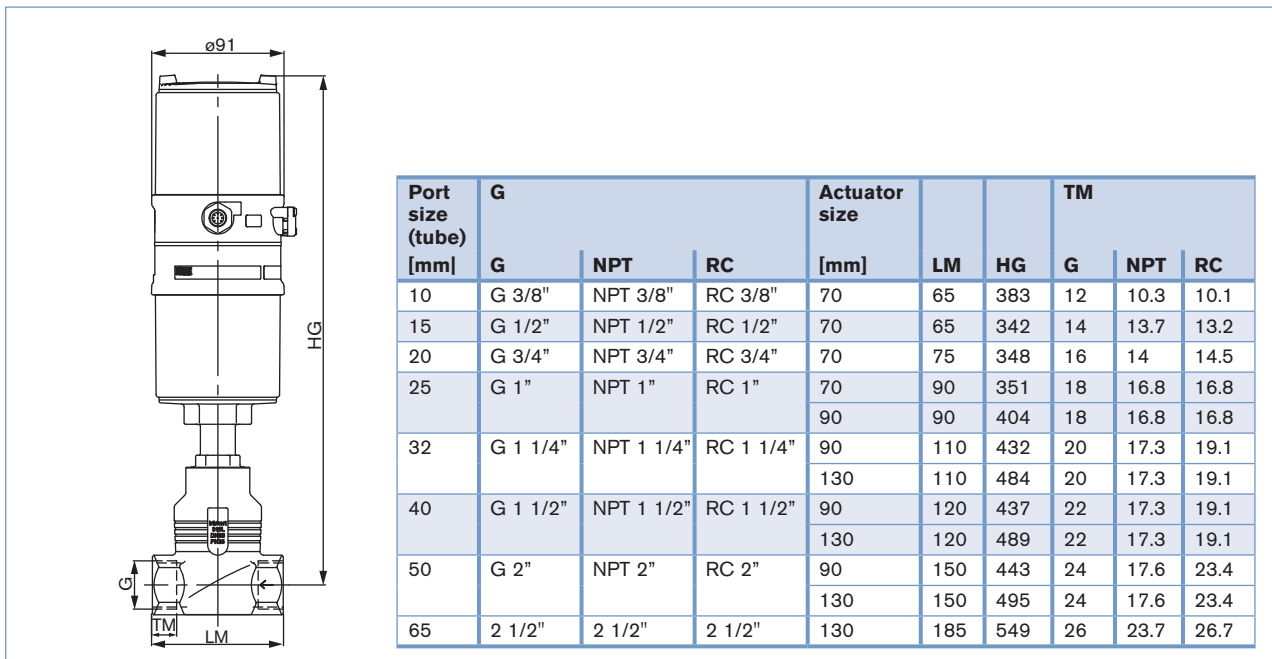 ø91
HG
G
TM
LM
Port size (tube) G Actuator size TM
[mm| G NPT RC [mm] LM HG G NPT RC
10 G 3/8" NPT 3/8" RC 3/8" 70 65 383 12 10.3 10.1
15 G 1/2” NPT 1/2” RC 1/2” 70 65 342 14 13.7 13.2
20 G 3/4” NPT 3/4” RC 3/4” 70 75 348 16 14 14.5
25 G 1” NPT 1” RC 1” 70 90 351 18 16.8 16.8
90 90 404 18 16.8 16.8
32 G 1 1/4” NPT 1 1/4” RC 1 1/4” 90 110 432 20 17.3 19.1
130 110 484 20 17.3 19.1
40 G 1 1/2” NPT 1 1/2” RC 1 1/2” 90 120 437 22 17.3 19.1
130 120 489 22 17.3 19.1
50 G 2” NPT 2” RC 2” 90 150 443 24 17.6 23.4
130 150 495 24 17.6 23.4
65 2 1/2" 2 1/2" 2 1/2" 130 185 549 26 23.7 26.7